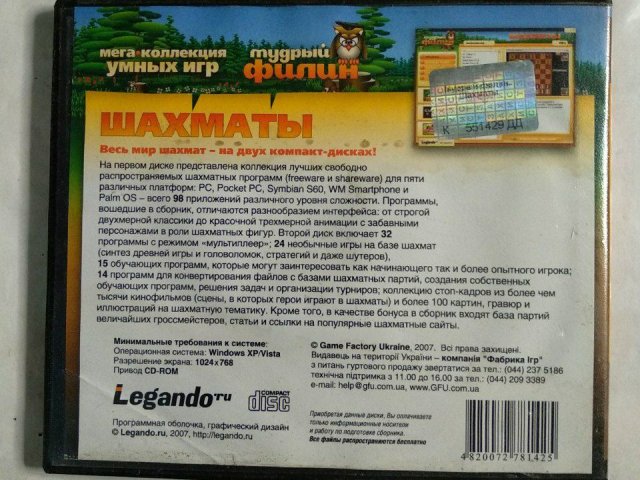 мега-коллекция
умных игр
мудрый
филин
К 551429 ДД
Legando
ШАХМАТЫ
Весь мир шахмат – на двух компакт-дисках!
На первом диске представлена коллекция лучших свободно
распространяемых шахматных программ (freeware и shareware) для пяти
различных платформ: PC, Pocket PC, Symbian S60, WM Smartphone и
Palm OS – всего 98 приложений различного уровня сложности. Программы,
вошедшие в сборник, отличаются разнообразием интерфейса: от строгой
двухмерной классики до красочной трехмерной анимации с забавными
персонажами в роли шахматных фигур. Второй диск включает 32
программы с режимом «мультиплеер»; 24 необычные игры на базе шахмат
(синтез древней игры и головоломок, стратегий и даже шутеров),
15 обучающих программ, которые могут заинтересовать как начинающего так и более опытного игрока;
14 программ для конвертирования файлов с базами шахматных партий, создания собственных
обучающих программ, решения задач и организации турниров; коллекцию стоп-кадров из более чем
тысячи кинофильмов (сцены, в которых герои играют в шахматы) и более 100 картин, гравюр и
иллюстраций на шахматную тематику. Кроме того, в качестве бонуса в сборник входят база партий
величайших гроссмейстеров, статьи и ссылки на популярные шахматные сайты.
Минимальные требования к системе:
Операционная система: Windows XP/Vista
Разрешение экрана: 1024x768
Привод CD-ROM
© Game Factory Ukraine, 2007. Всі права захищені.
Видавець на території України – компанія "Фабрика Ігр"
з питань гуртового продажу звертатися за тел.: (044) 237 5186
технічна підтримка з 11.00 до 16.00 за тел.: (044) 209 3389
e-mail: help@gfu.com.ua, www.GFU.com.ua
Legando.ru
COMPACT
disc
Программная оболочка, графический дизайн
© Legando.ru, 2007, http://legando.ru
Приобретая данные диски, Вы оплачиваете
только информационные носители
и работу по подготовке сборника.
Все файлы распространяются бесплатно
4820072781425